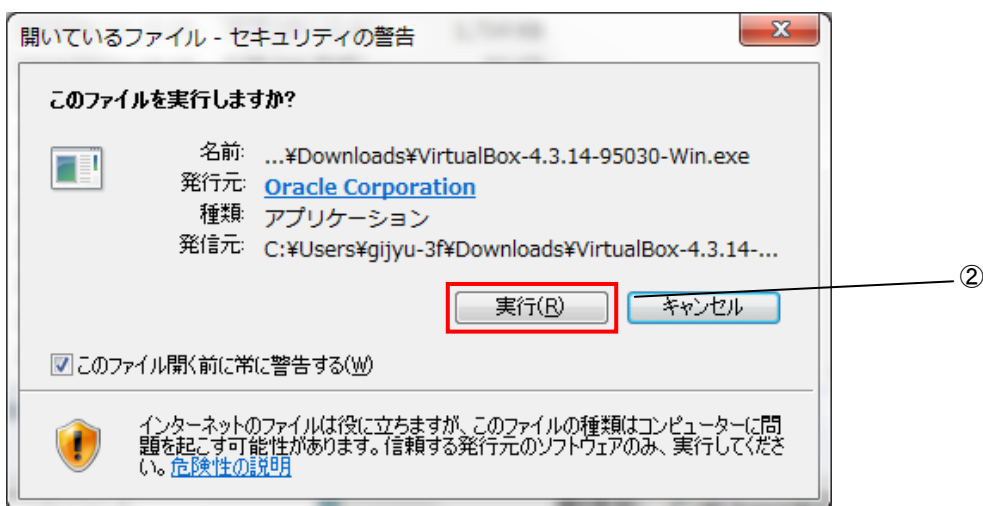 開いているファイル - セキュリティの警告
このファイルを実行しますか?
名前: ...¥Downloads¥VirtualBox-4.3.14-95030-Win.exe
発行元: Oracle Corporation
種類: アプリケーション
発信元: C:¥Users¥gijyu-3f¥Downloads¥VirtualBox-4.3.14-...
実行(R) キャンセル
②
このファイル開く前に常に警告する(W)
インターネットのファイルは役に立ちますが、このファイルの種類はコンピューターに問
題を起こす可能性があります。信頼する発行元のソフトウェアのみ、実行してくださ
い。危険性の説明